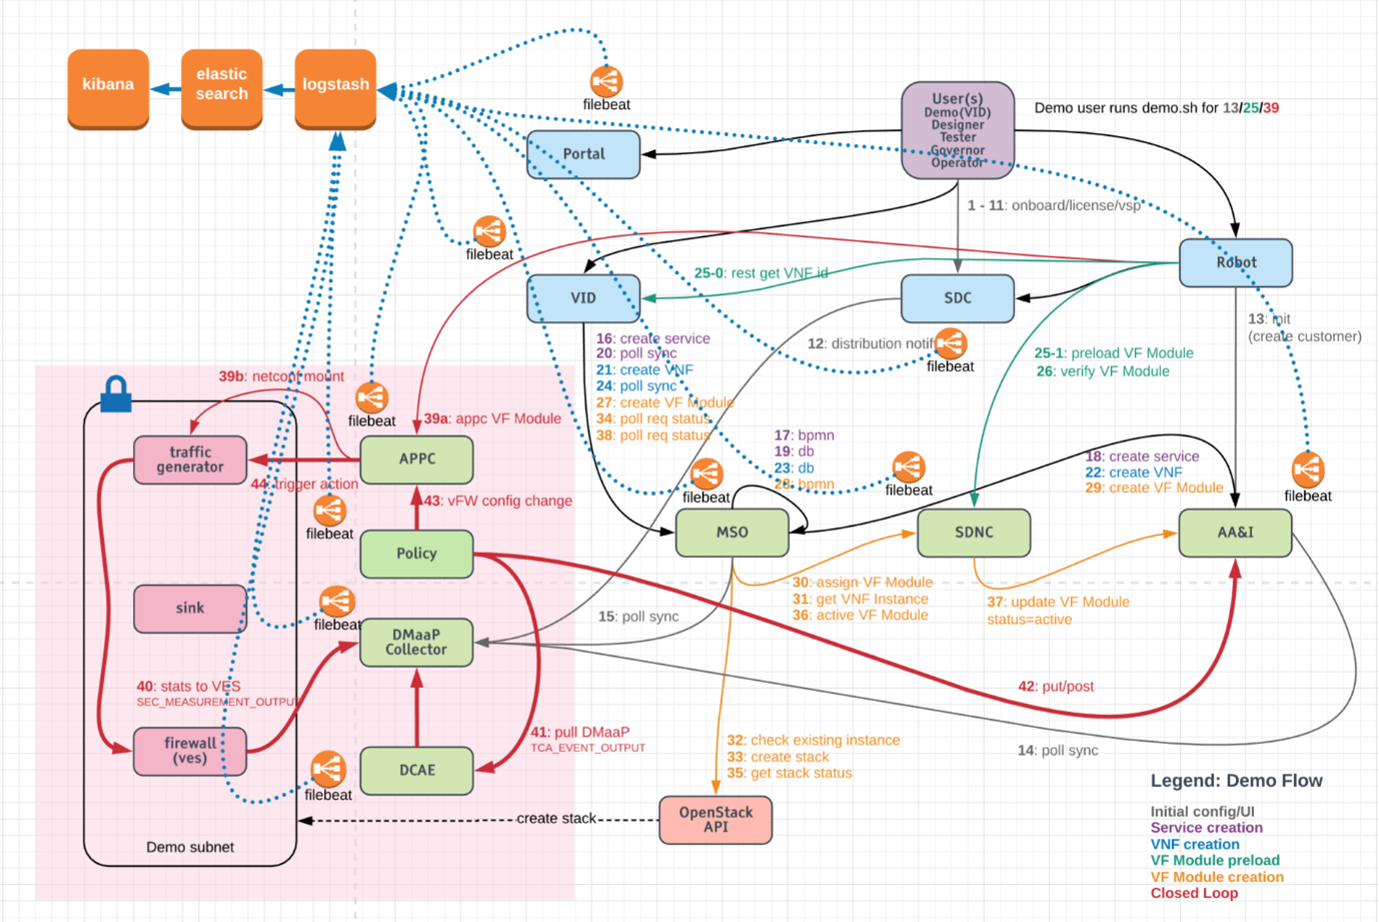 kibana
elastic
search
logstash
filebeat
Portal
User(s)
Demo(VID)
Designer
Tester
Governor
Operator
Demo user runs demo.sh for 13/25/39
1 - 11: onboard/license/vsp
filebeat
Robot
25-0: rest get VNF id
VID
SDC
13: init
(create customer)
12: distribution notif
filebeat
25-1: preload VF Module
26: verify VF Module
16: create service
20: poll sync
21: create VNF
24: poll sync
27: create VF Module
34: poll req status
38: poll req status
39b: netconf mount
filebeat
39a: appc VF Module
traffic
generator
APPC
17: bpmn
19: db
23: db
28: bpmn
18: create service
22: create VNF
29: create VF Module
filebeat
filebeat
filebeat
44: trigger action
43: vFW config change
filebeat
Policy
MSO
SDNC
AA&I
30: assign VF Module
31: get VNF Instance
36: active VF Module
37: update VF Module
status=active
sink
filebeat
15: poll sync
DMaaP
Collector
40: stats to VES
SEC_MEASUREMENT_OUTPUT
42: put/post
41: pull DMaaP
TCA_EVENT_OUTPUT
firewall
(ves)
32: check existing instance
33: create stack
35: get stack status
14: poll sync
DCAE
filebeat
OpenStack
API
create stack
Demo subnet
Legend: Demo Flow
Initial config/UI
Service creation
VNF creation
VF Module preload
VF Module creation
Closed Loop